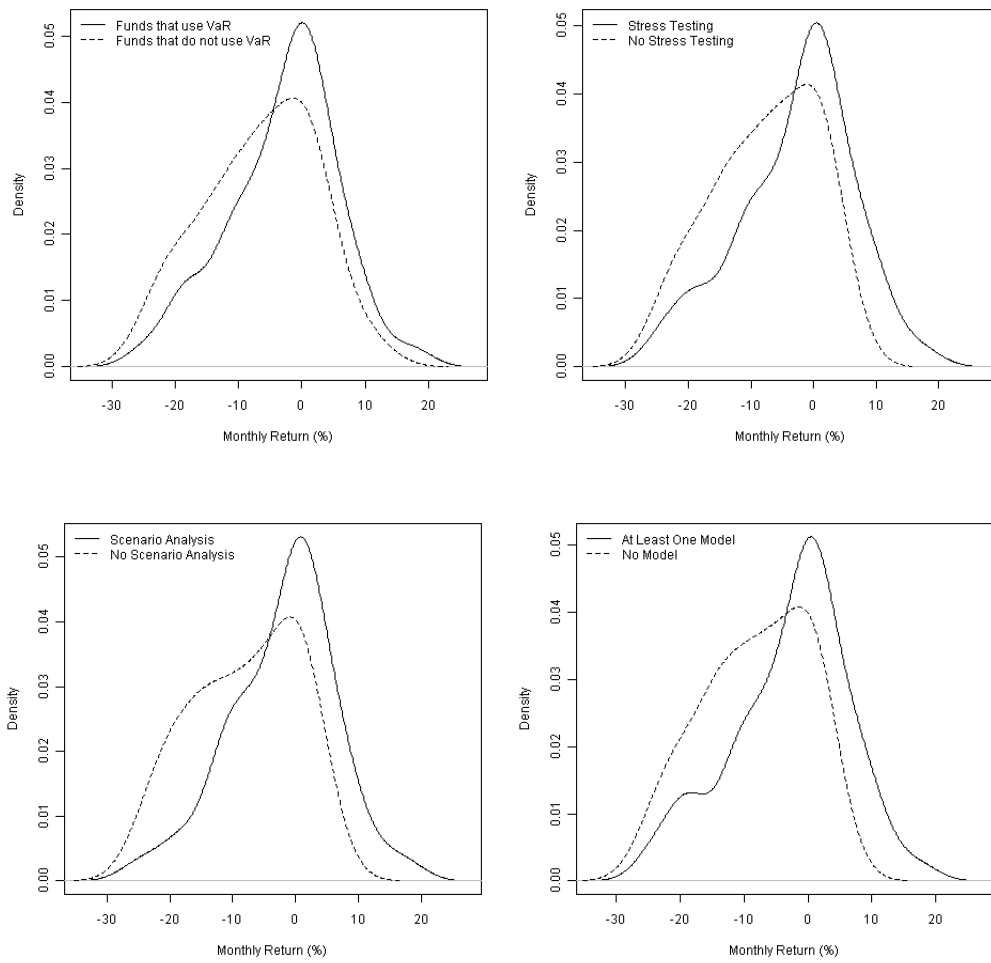 Funds that use VaR
Funds that do not use VaR
0.05
0.04
0.03
0.02
0.01
0.00
Density
-30 -20 -10 0 10 20
Monthly Return (%)
Stress Testing
No Stress Testing
0.05
0.04
0.03
0.02
0.01
0.00
Density
-30 -20 -10 0 10 20
Monthly Return (%)
Scenario Analysis
No Scenario Analysis
0.05
0.04
0.03
0.02
0.01
0.00
Density
-30 -20 -10 0 10 20
Monthly Return (%)
At Least One Model
No Model
0.05
0.04
0.03
0.02
0.01
0.00
Density
-30 -20 -10 0 10 20
Monthly Return (%)